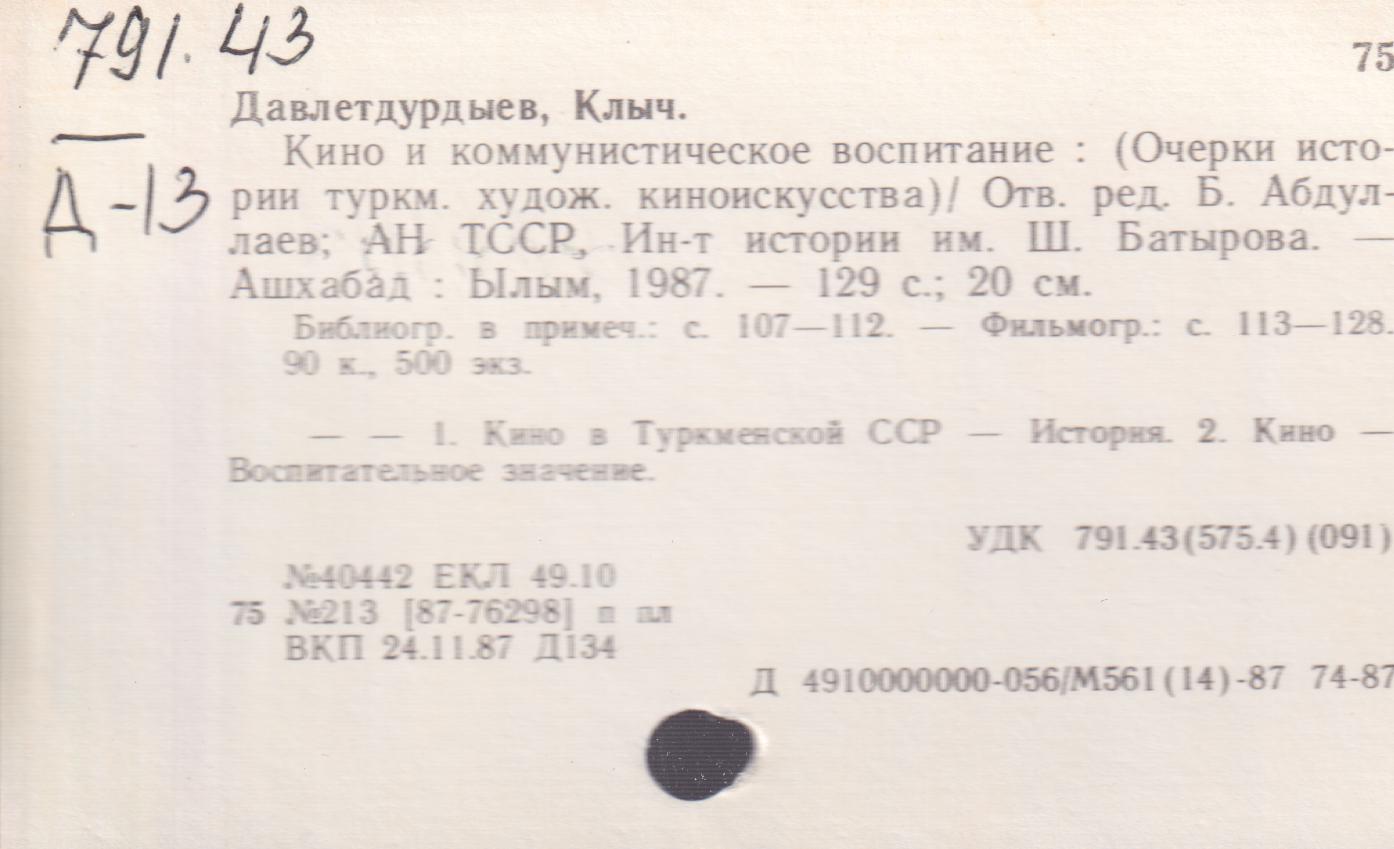 791.43
75
Давлетдурдыев, Клыч.
Д-13
Кино и коммунистическое воспитание : (Очерки исто-
рии туркм. худож. киноискусства)/ Отв. ред. Б. Абдул-
лаев; АН ТССР, Ин-т истории им. Ш. Батырова. —
Ашхабад : Ылым, 1987. — 129 с.; 20 см.
Библиогр. в примеч.: с. 107—112. — Фильмогр.: с. 113—128.
90 к., 500 экз.
— — 1. Кино в Туркменской ССР — История. 2. Кино —
Воспитательное значение.
УДК 791.43(575.4)(091)
№40442 ЕКЛ 49.10
75 №213 [87-76298] п пл
ВКП 24.11.87 Д134
Д 4910000000-056/М561(14)-87 74-87